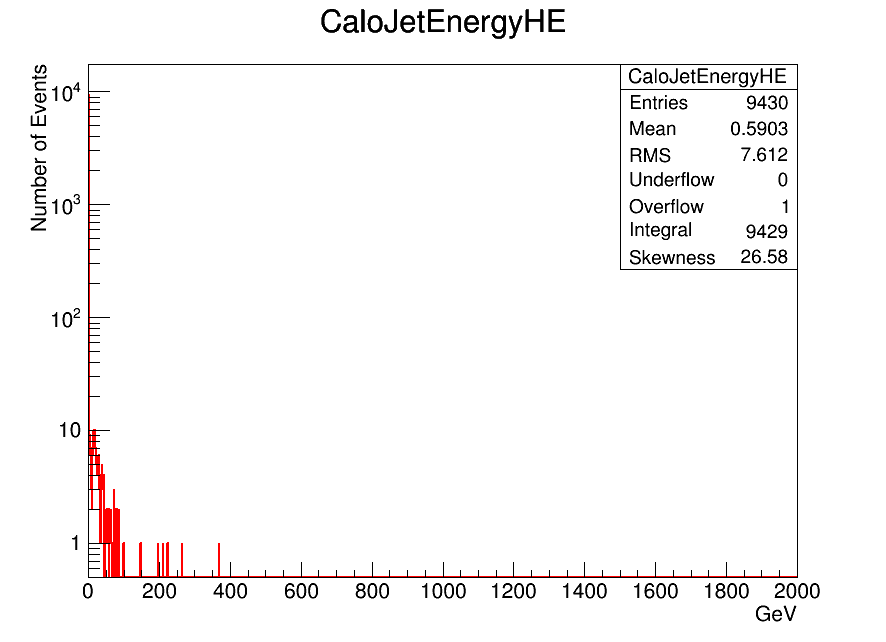 CaloJetEnergyHE
Number of Events
10^4
10^3
10^2
10
1
CaloJetEnergyHE
Entries 9430
Mean 0.5903
RMS 7.612
Underflow 0
Overflow 1
Integral 9429
Skewness 26.58
0 200 400 600 800 1000 1200 1400 1600 1800 2000
GeV